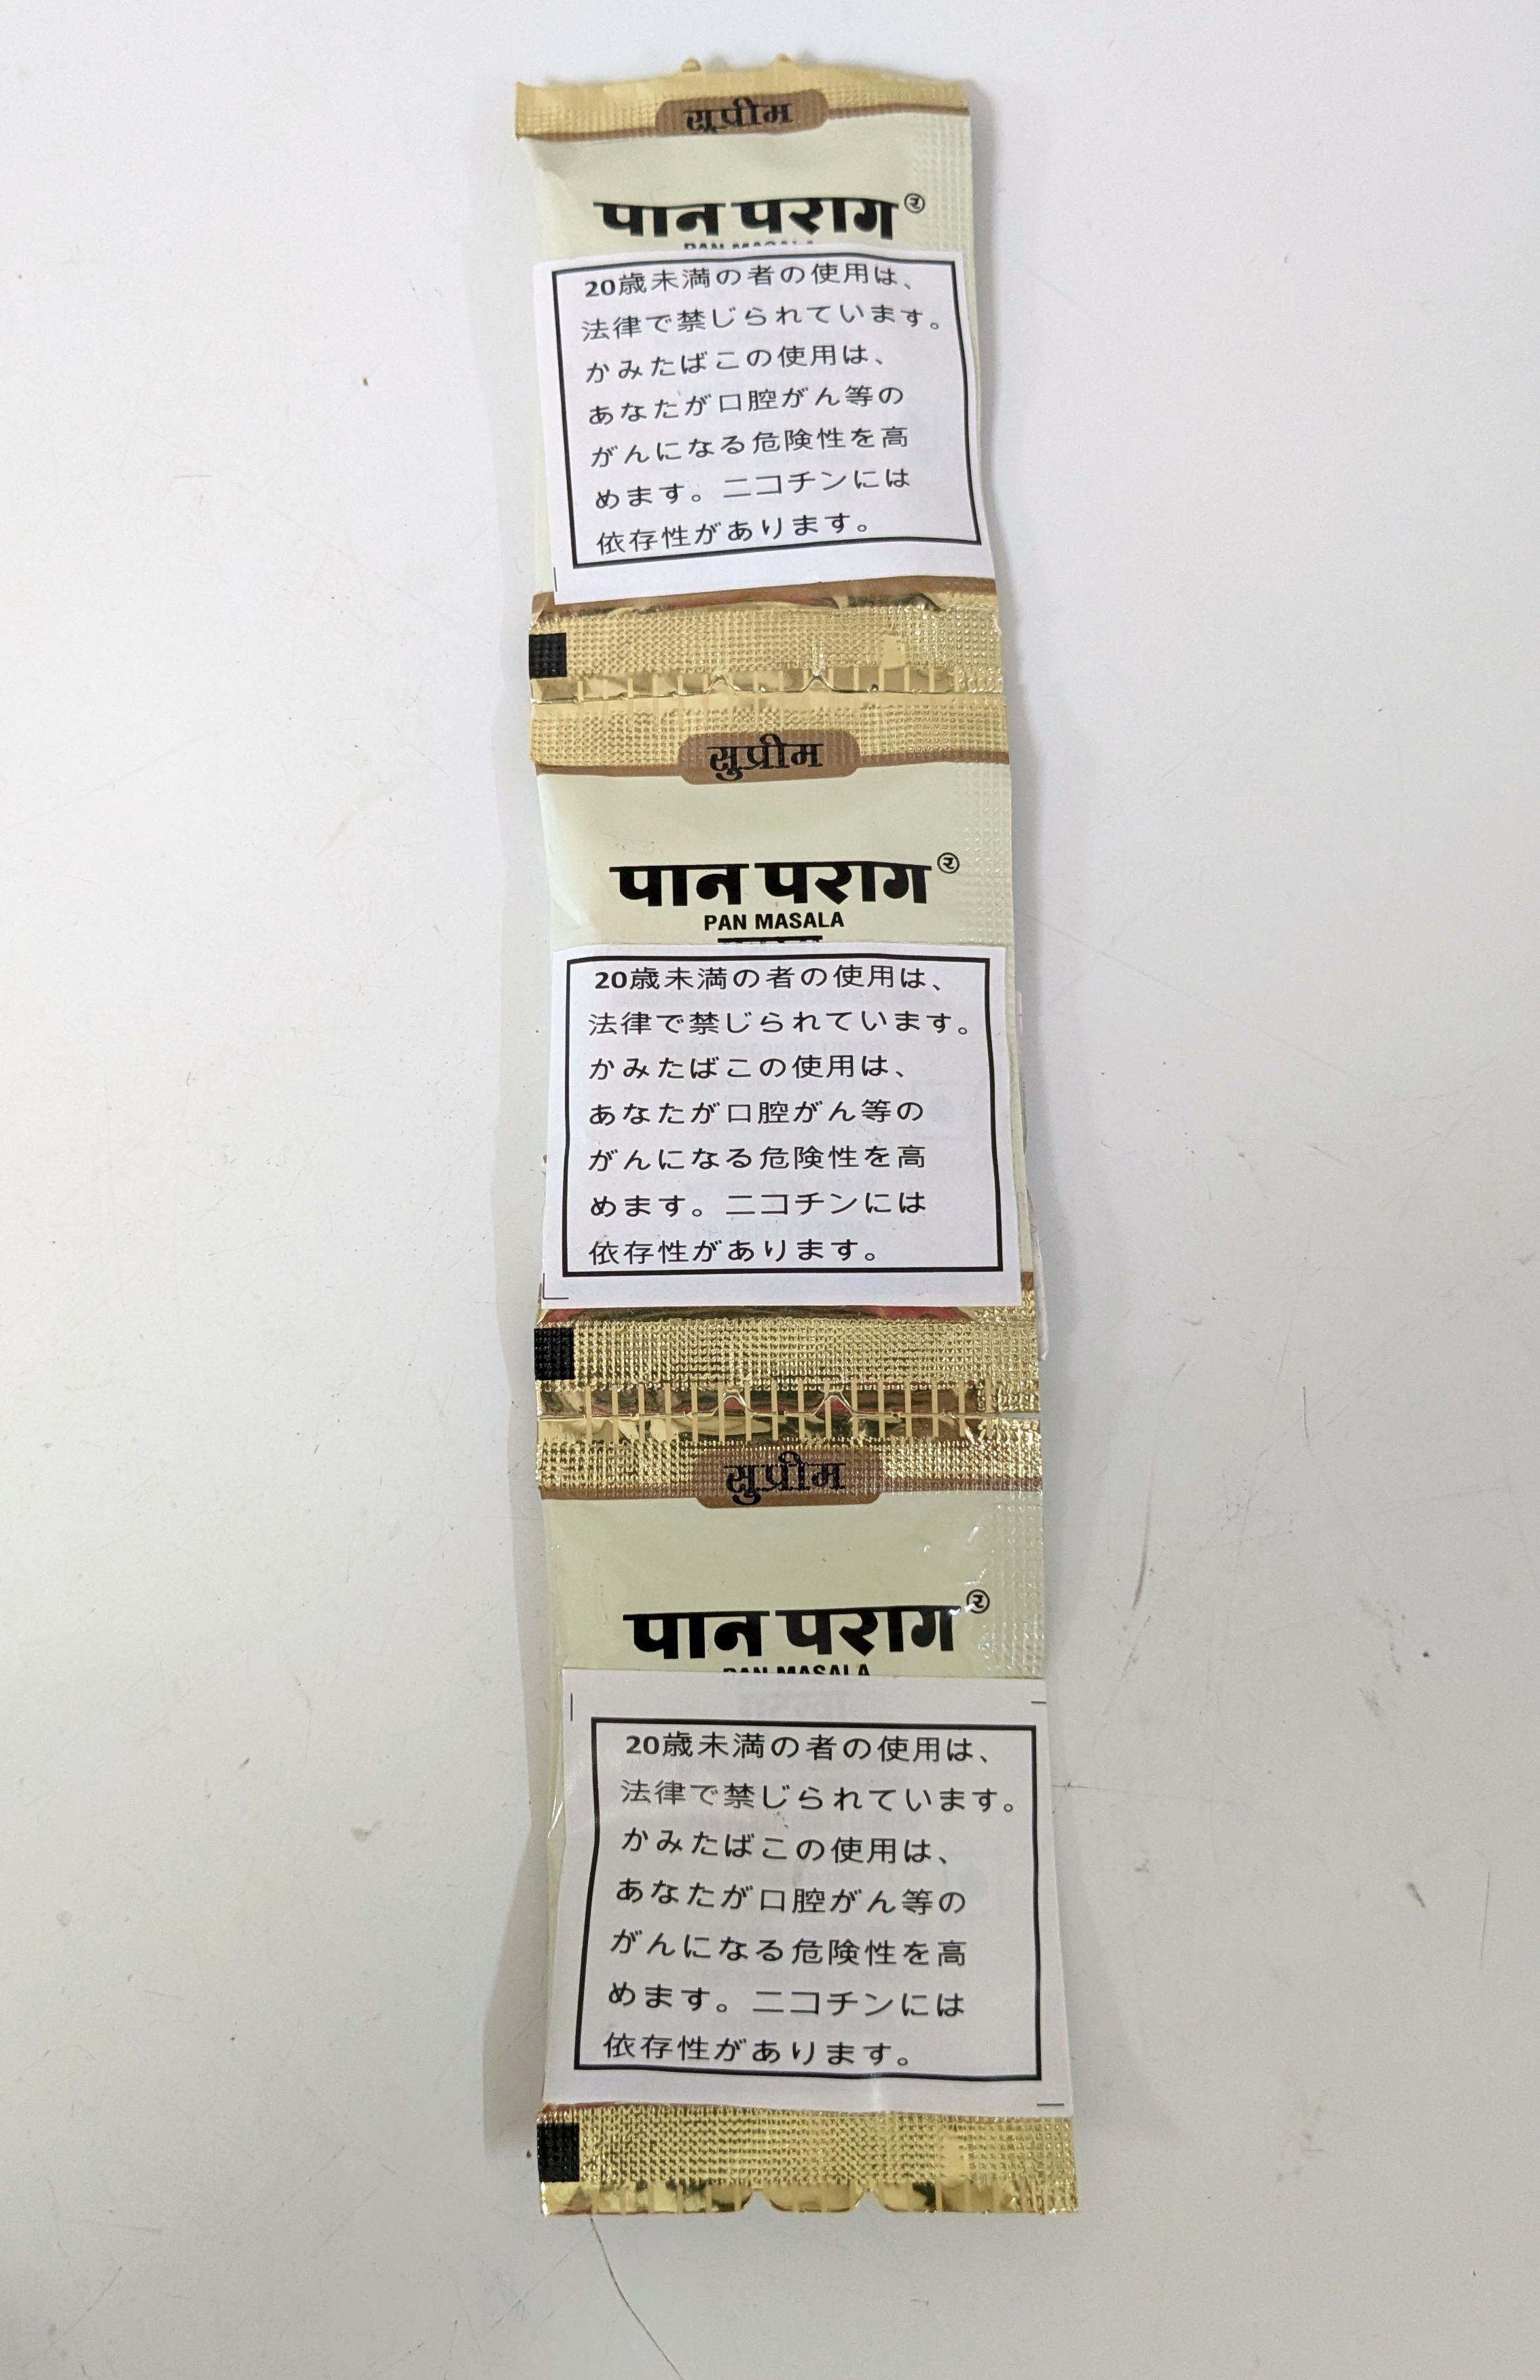 सुप्रीम
पान पराग ®
PAN MASALA
20歳未満の者の使用は、
法律で禁じられています。
かみたばこの使用は、
あなたが口腔がん等の
がんになる危険性を高
めます。ニコチンには
依存性があります。
सुप्रीम
पान पराग ®
PAN MASALA
20歳未満の者の使用は、
法律で禁じられています。
かみたばこの使用は、
あなたが口腔がん等の
がんになる危険性を高
めます。ニコチンには
依存性があります。
सुप्रीम
पान पराग ®
PAN MASALA
20歳未満の者の使用は、
法律で禁じられています。
かみたばこの使用は、
あなたが口腔がん等の
がんになる危険性を高
めます。ニコチンには
依存性があります。